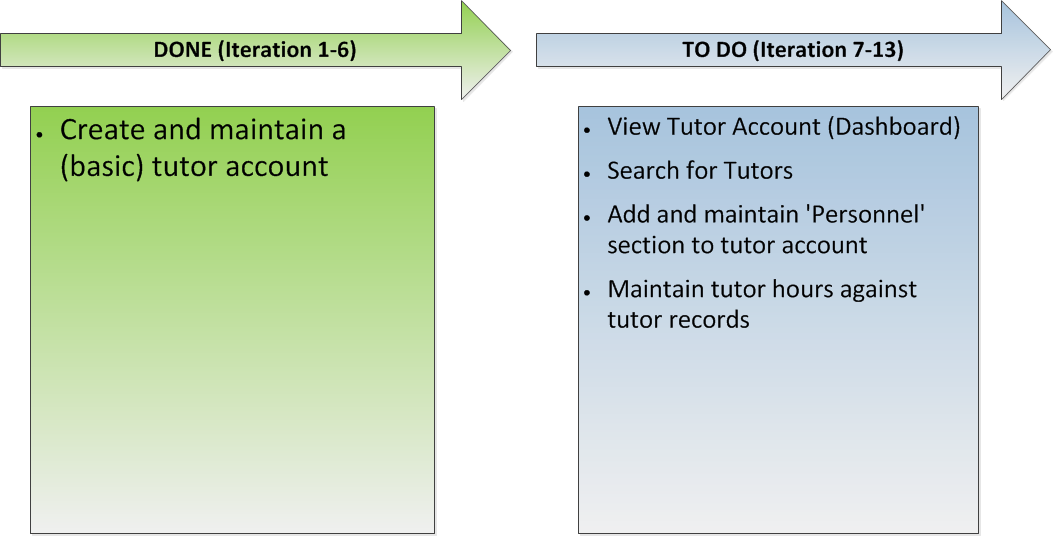 DONE (Iteration 1-6)
TO DO (Iteration 7-13)
• Create and maintain a
(basic) tutor account
• View Tutor Account (Dashboard)
• Search for Tutors
• Add and maintain 'Personnel'
section to tutor account
• Maintain tutor hours against
tutor records